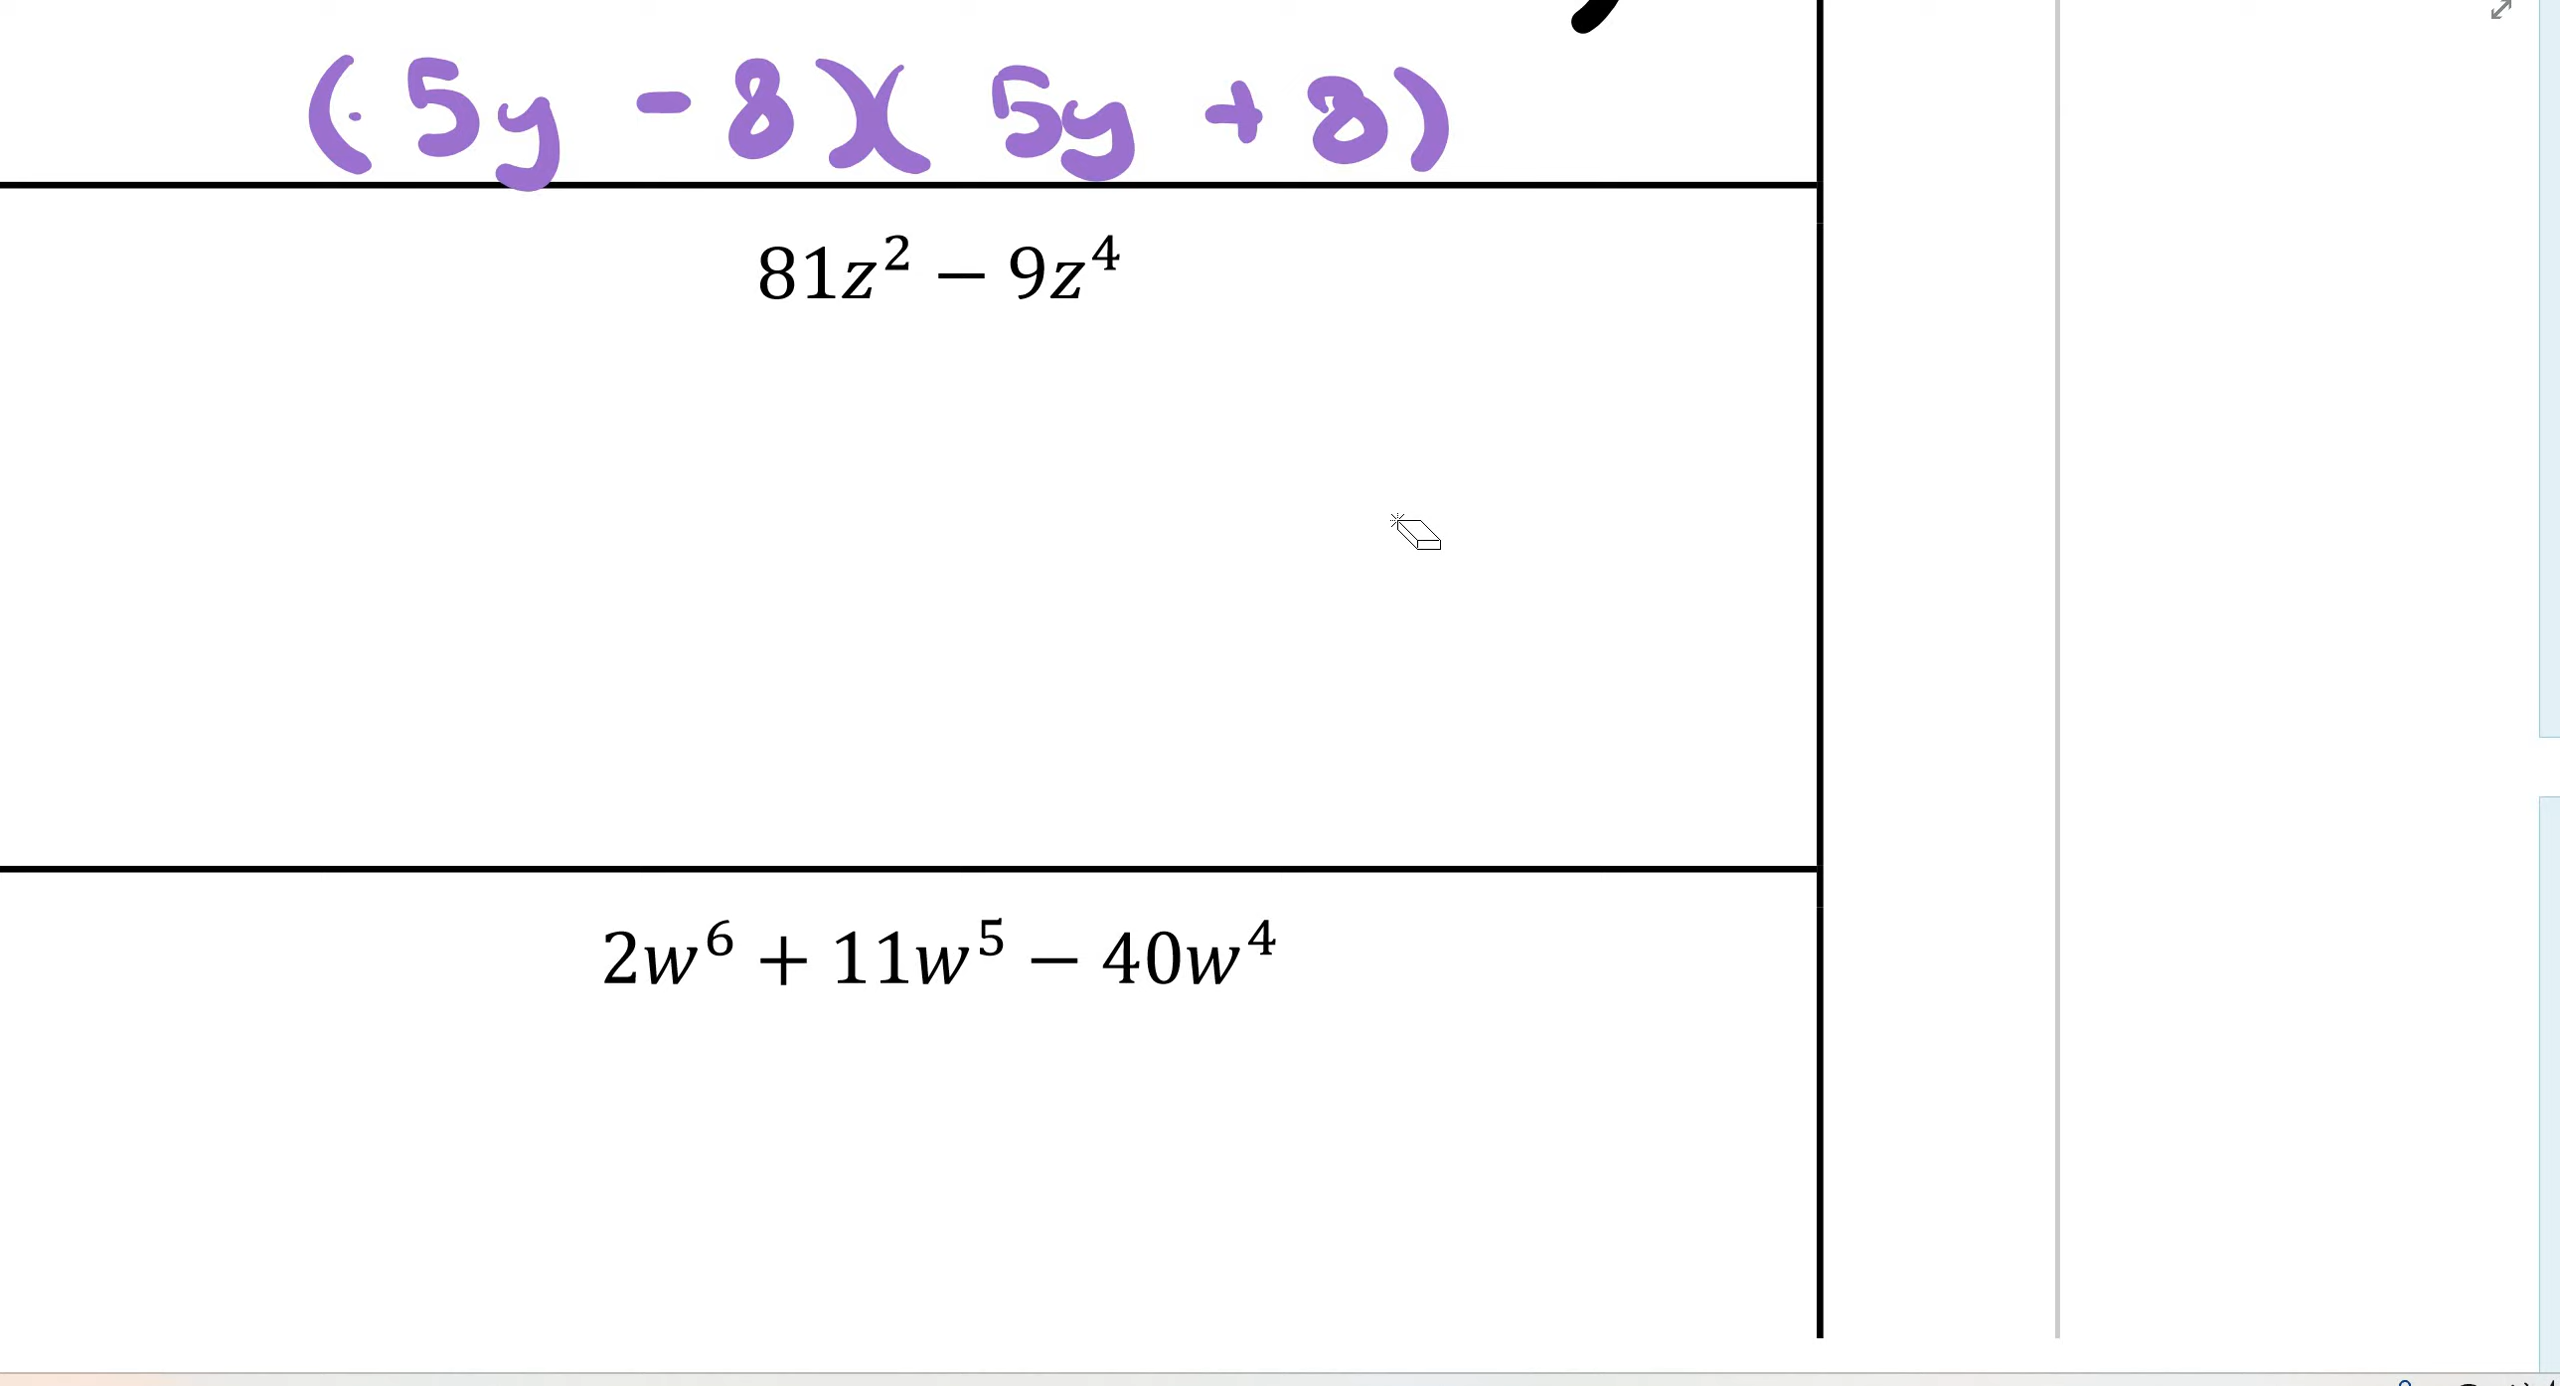 (5y - 8)(5y + 8)
81z² − 9z⁴
2w⁶ + 11w⁵ − 40w⁴